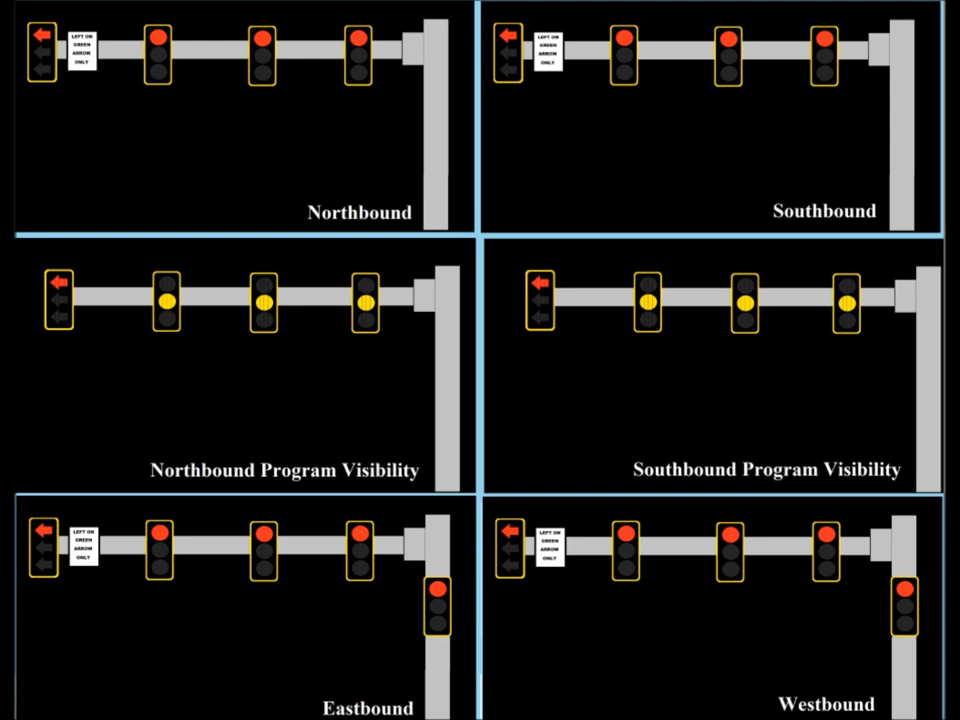 LEFT ON
GREEN
ARROW
ONLY
Northbound
LEFT ON
GREEN
ARROW
ONLY
Southbound
Northbound Program Visibility
Southbound Program Visibility
LEFT ON
GREEN
ARROW
ONLY
Eastbound
LEFT ON
GREEN
ARROW
ONLY
Westbound